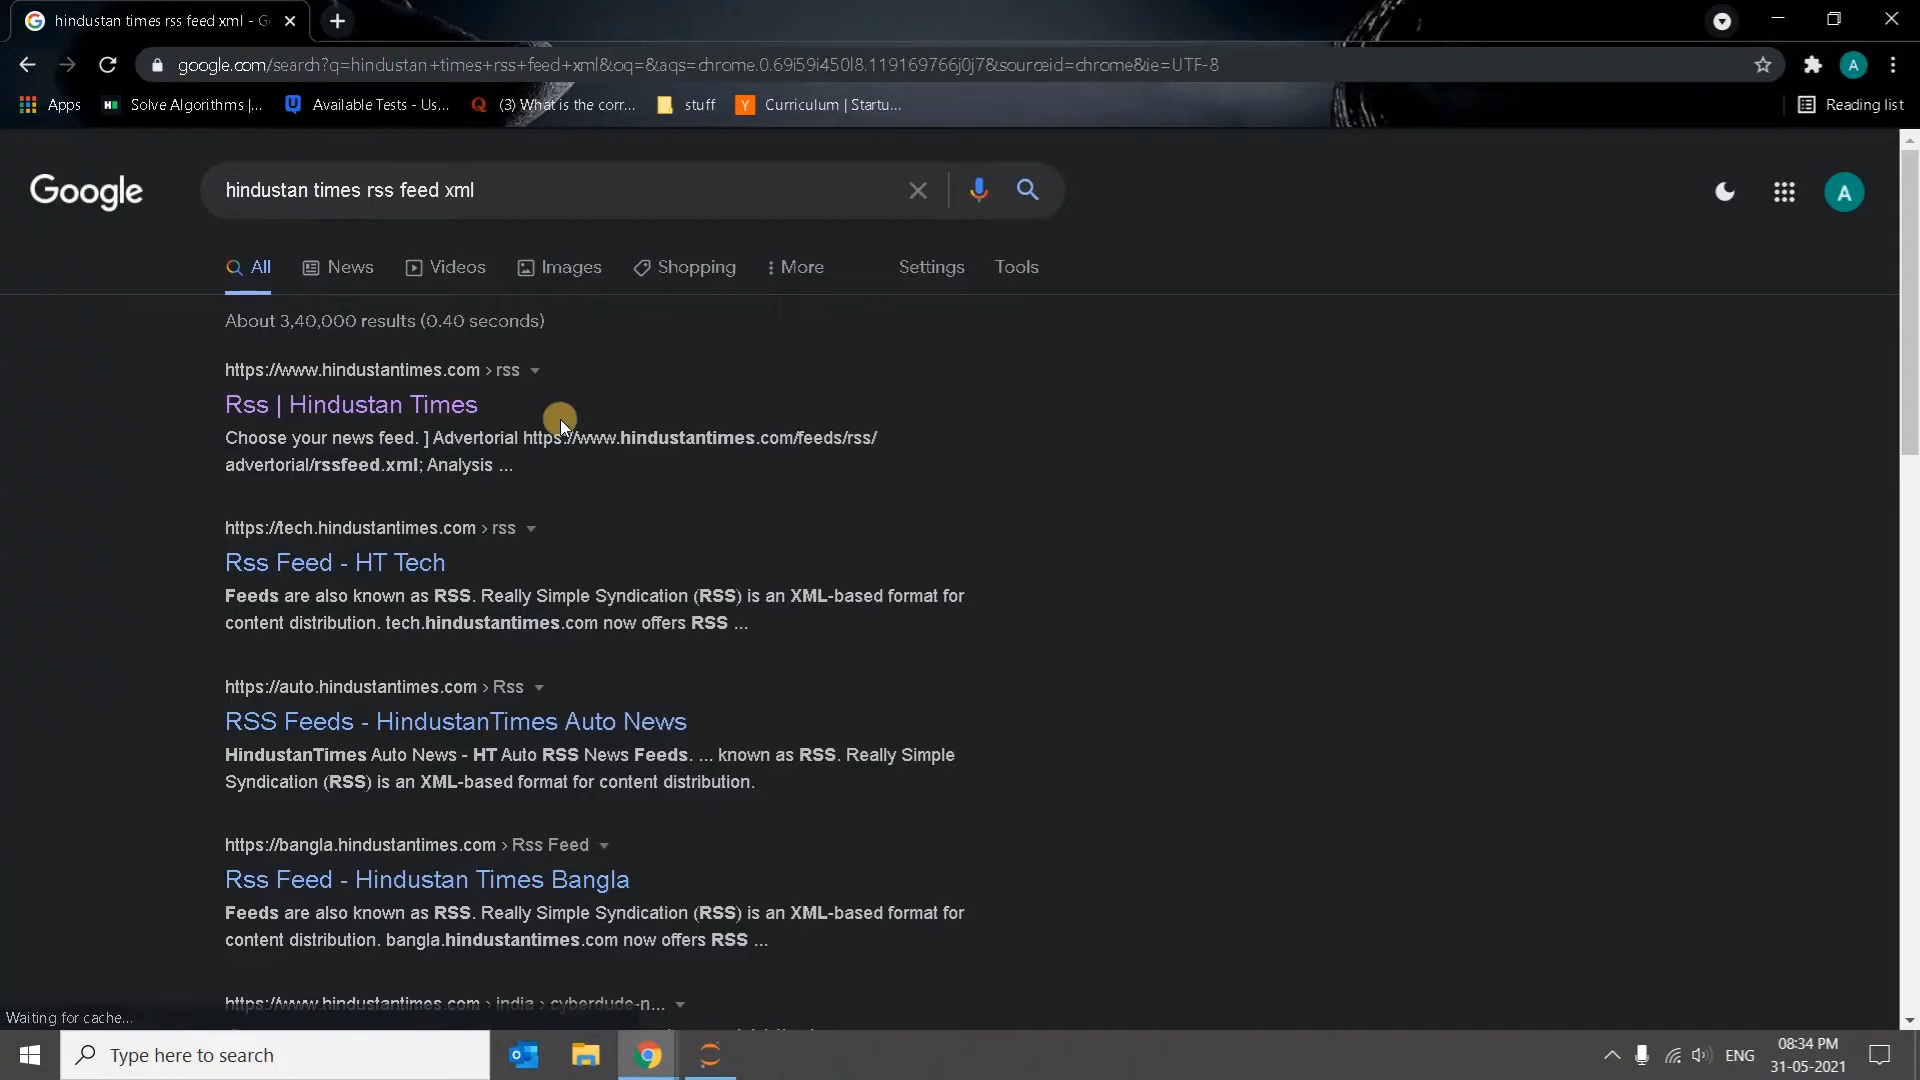 hindustan times rss feed xml - G
google.com/search?q=hindustan+times+rss+feed+xml&oq=&aqs=chrome.0.69i59i450l8.119169766j0j7&sourceid=chrome&ie=UTF-8
Apps
Solve Algorithms |...
Available Tests - Us...
(3) What is the corr...
stuff
Curriculum | Startu...
Reading list
Google
hindustan times rss feed xml
A
All
News
Videos
Images
Shopping
More
Settings
Tools
About 3,40,000 results (0.40 seconds)
https://www.hindustantimes.com › rss
Rss | Hindustan Times
Choose your news feed. ] Advertorial https://www.hindustantimes.com/feeds/rss/
advertorial/rssfeed.xml; Analysis ...
https://tech.hindustantimes.com › rss
Rss Feed - HT Tech
Feeds are also known as RSS. Really Simple Syndication (RSS) is an XML-based format for
content distribution. tech.hindustantimes.com now offers RSS ...
https://auto.hindustantimes.com › Rss
RSS Feeds - HindustanTimes Auto News
HindustanTimes Auto News - HT Auto RSS News Feeds. ... known as RSS. Really Simple
Syndication (RSS) is an XML-based format for content distribution.
https://bangla.hindustantimes.com › Rss Feed
Rss Feed - Hindustan Times Bangla
Feeds are also known as RSS. Really Simple Syndication (RSS) is an XML-based format for
content distribution. bangla.hindustantimes.com now offers RSS ...
https://www.hindustantimes.com › india › cyberdude-n...
Waiting for cache...
Type here to search
ENG
08:34 PM
31-05-2021